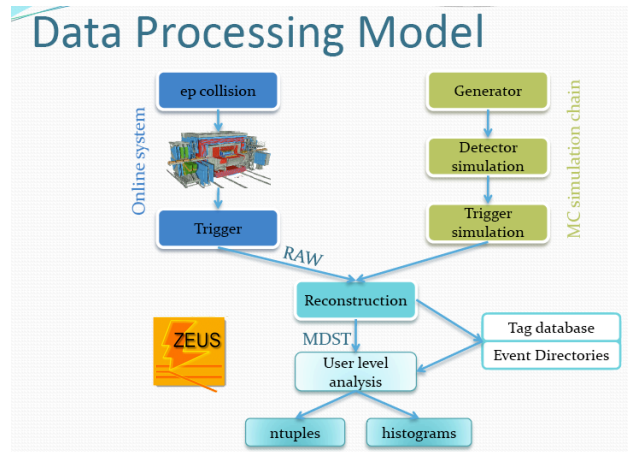 Data Processing Model
ep collision
Generator
Online system
MC simulation chain
Detector
simulation
Trigger
Trigger
simulation
RAW
Reconstruction
ZEUS
MDST
Tag database
Event Directories
User level
analysis
ntuples
histograms